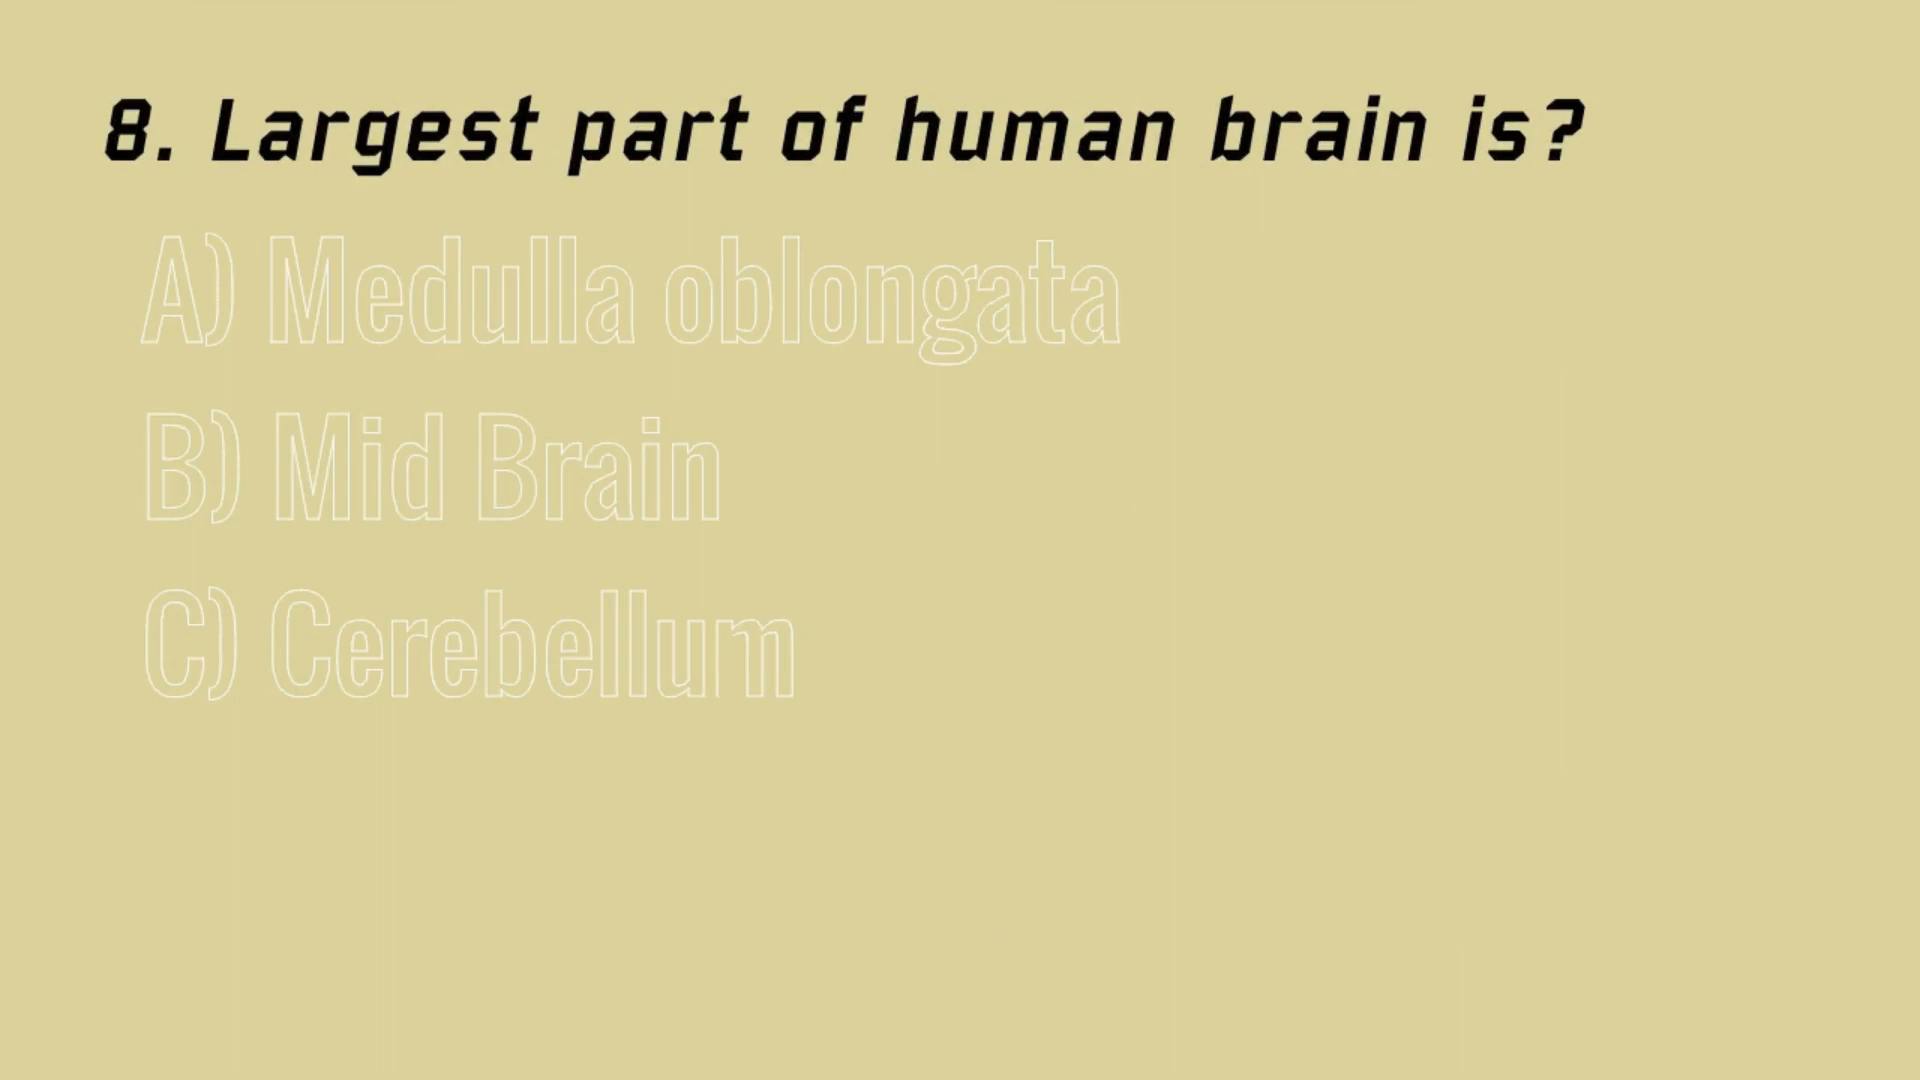 8. Largest part of human brain is?
A) Medulla oblongata
B) Mid Brain
C) Cerebellum